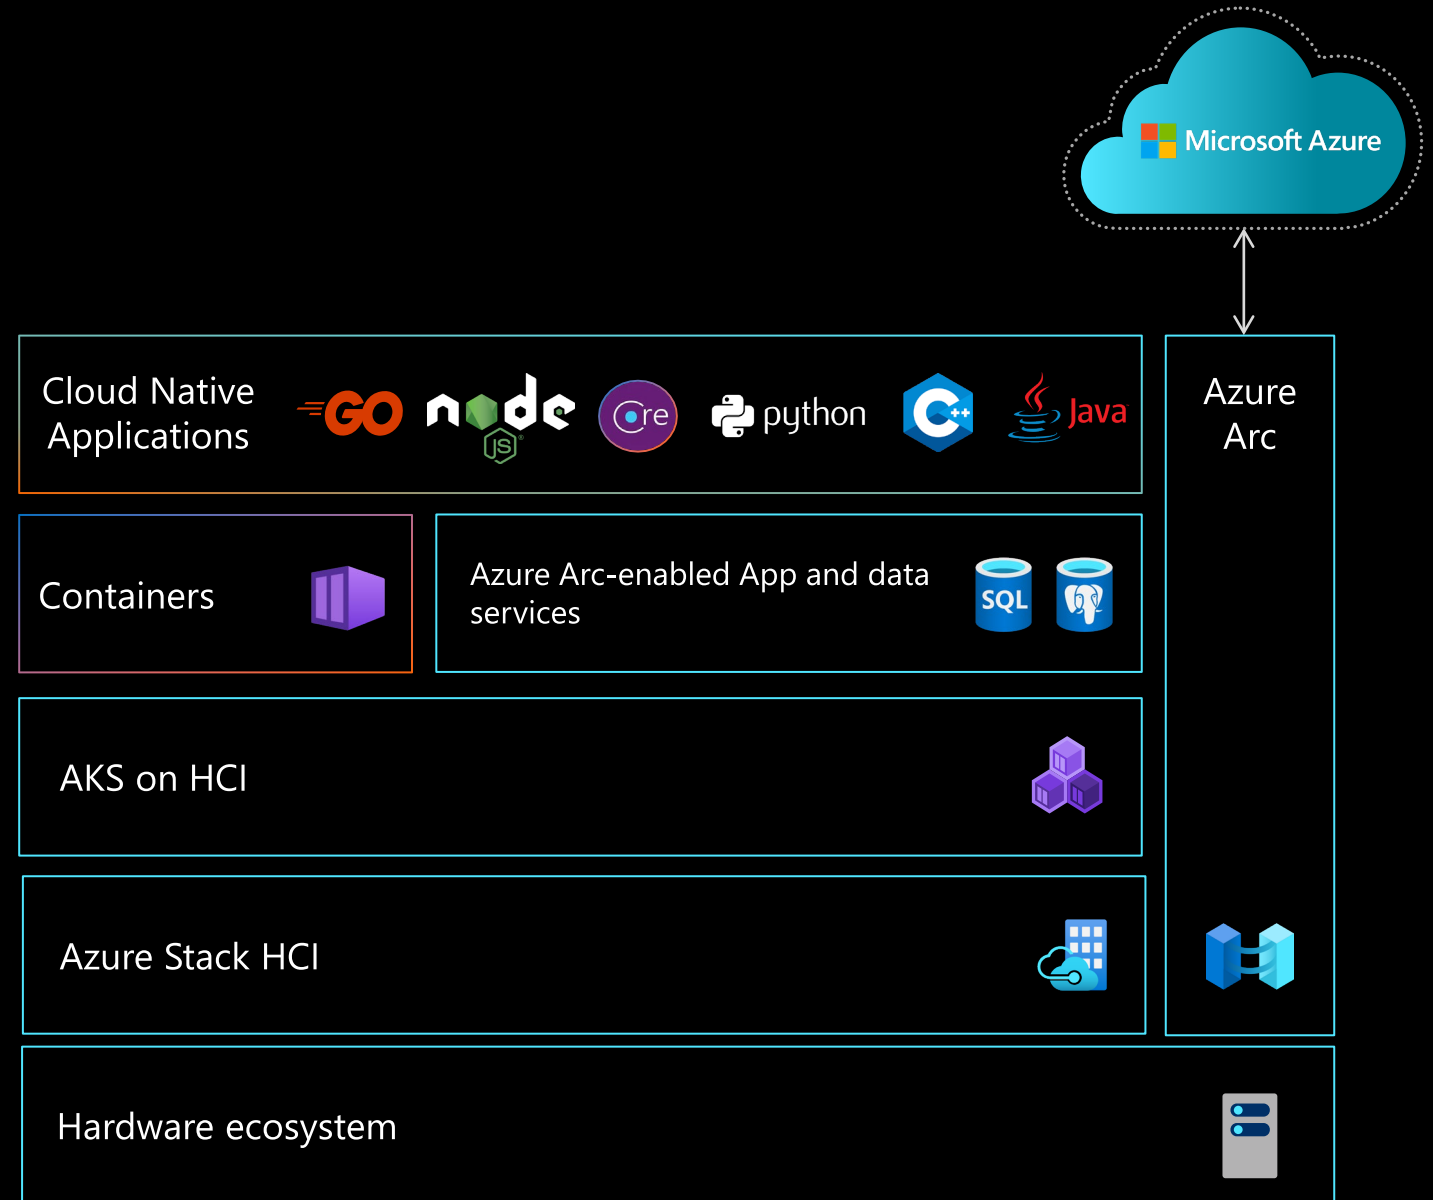 Microsoft Azure
Cloud Native
Applications
GO
node
JS
Core
python
C++
Java
Azure
Arc
Containers
Azure Arc-enabled App and data
services
SQL
AKS on HCI
Azure Stack HCI
Hardware ecosystem